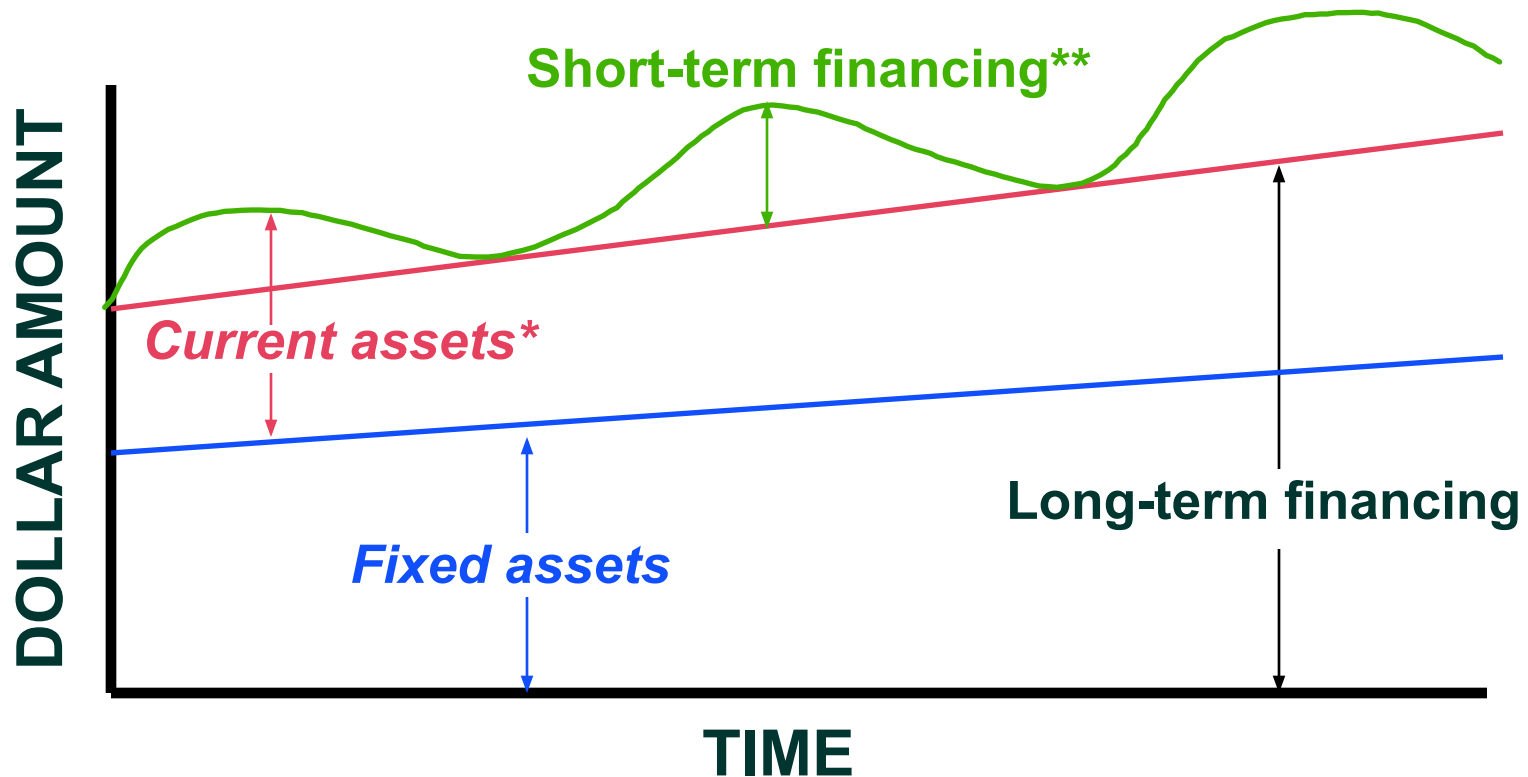 Short-term financing**
DOLLAR AMOUNT
Current assets*
Long-term financing
Fixed assets
TIME